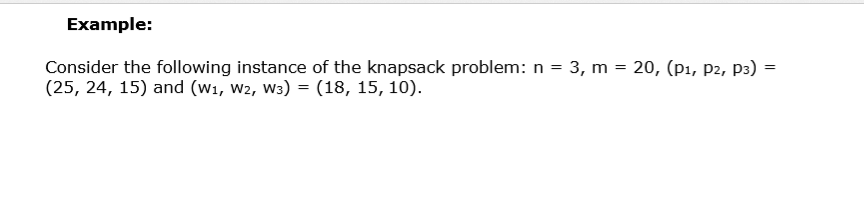 Example:
Consider the following instance of the knapsack problem: n = 3, m = 20, (p₁, p₂, p₃) =
(25, 24, 15) and (w₁, w₂, w₃) = (18, 15, 10).